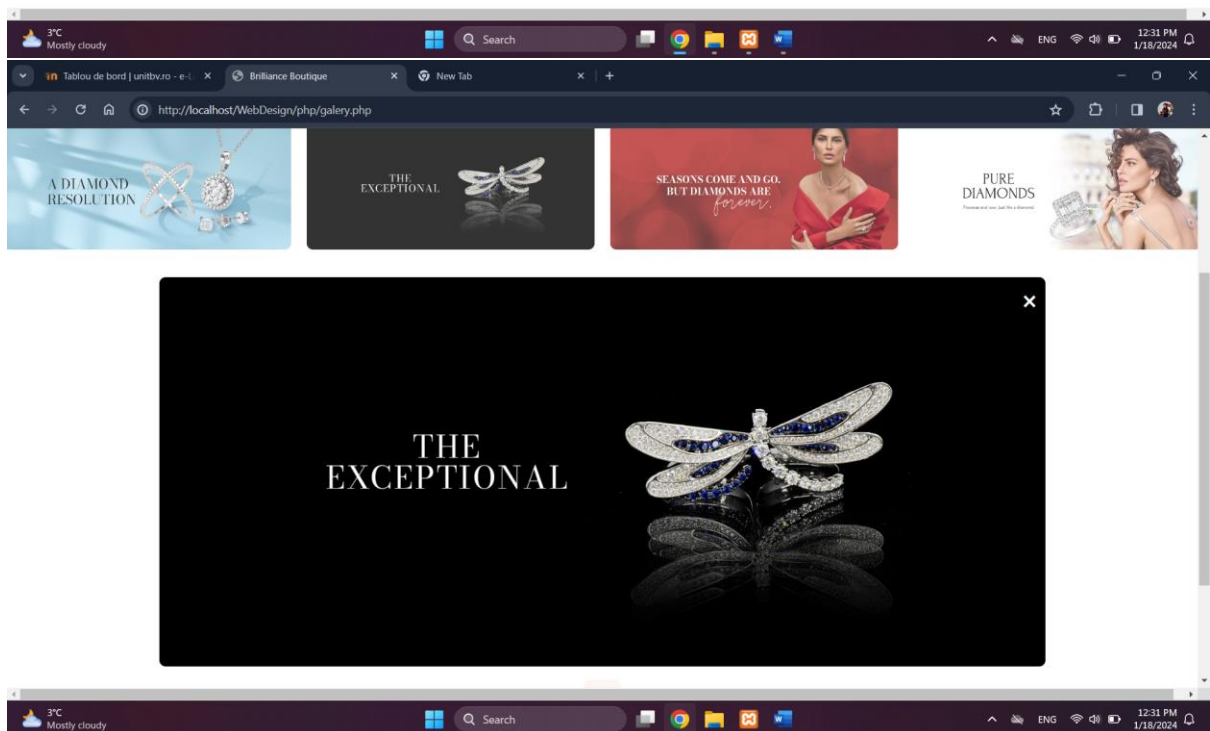 3°C
Mostly cloudy
Search
ENG
12:31 PM
1/18/2024
Tablou de bord | unitbv.ro - e-L
Brilliance Boutique
New Tab
http://localhost/WebDesign/php/galery.php
A DIAMOND
RESOLUTION
THE
EXCEPTIONAL
SEASONS COME AND GO,
BUT DIAMONDS ARE
forever.
PURE
DIAMONDS
THE
EXCEPTIONAL
3°C
Mostly cloudy
Search
ENG
12:31 PM
1/18/2024